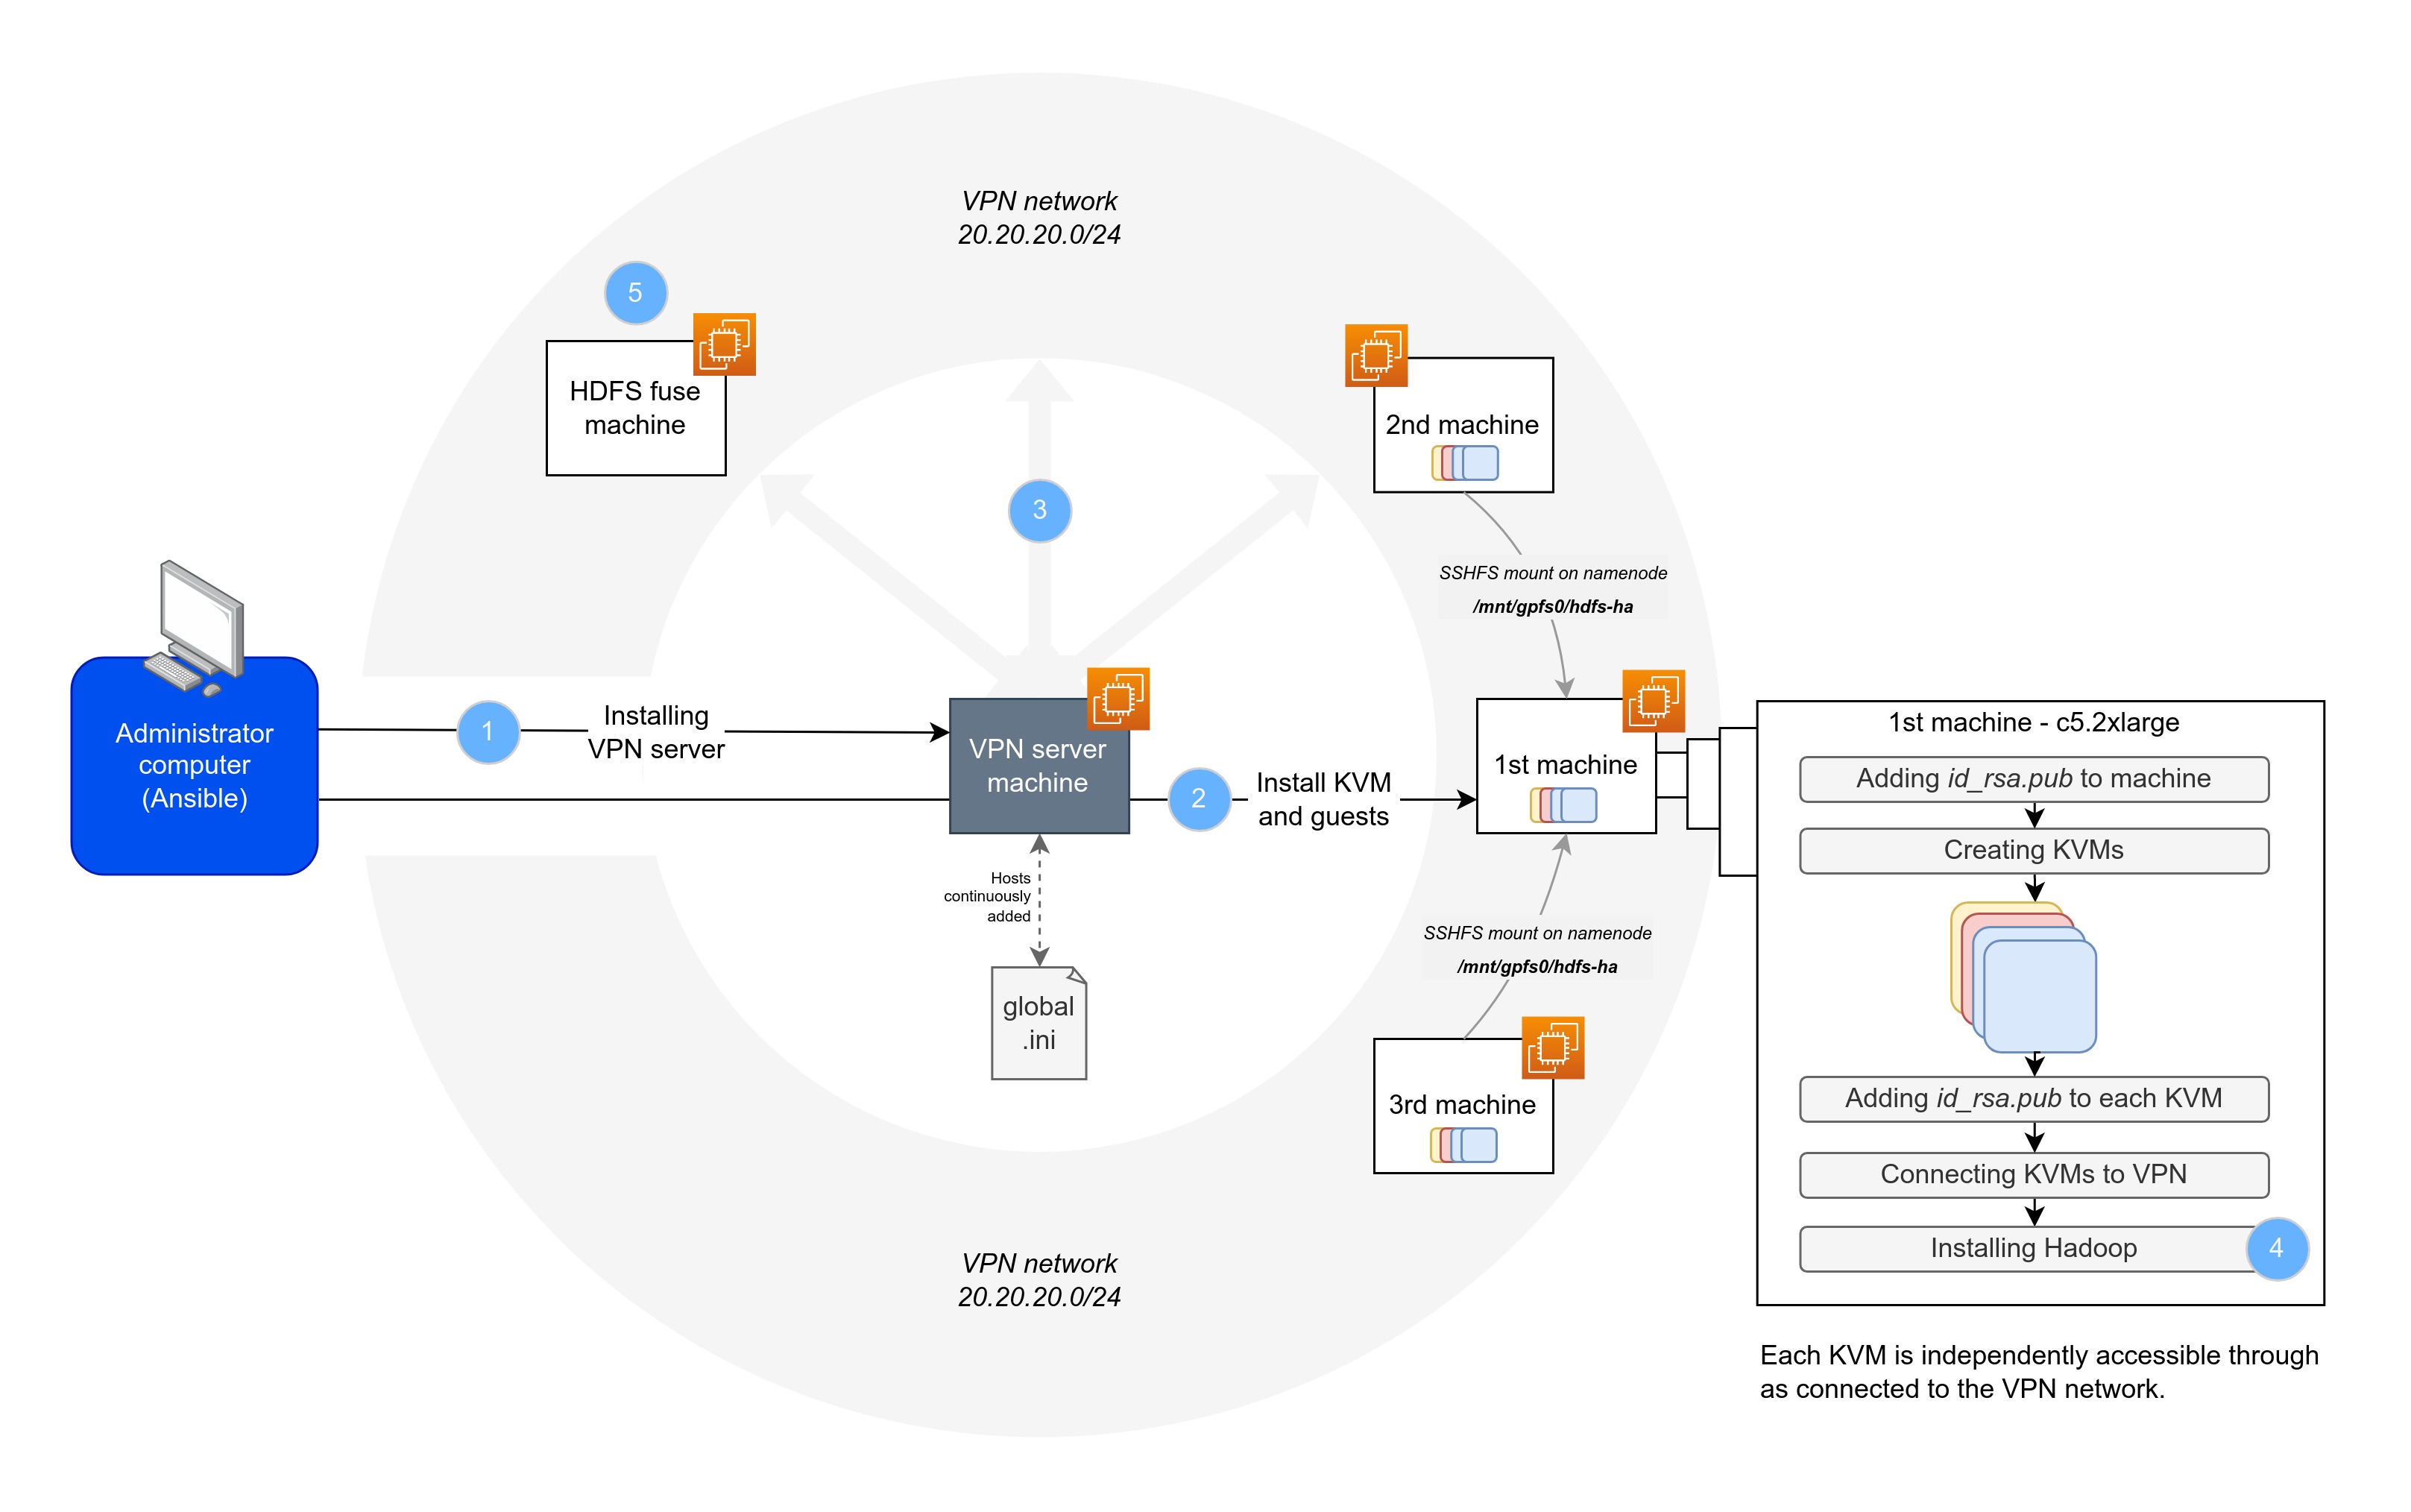 VPN network
20.20.20.0/24
5
HDFS fuse
machine
2nd machine
3
SSHFS mount on namenode
/mnt/gpfs0/hdfs-ha
Administrator
computer
(Ansible)
1
Installing
VPN server
VPN server
machine
2
Install KVM
and guests
1st machine
Hosts
continuously
added
global
.ini
SSHFS mount on namenode
/mnt/gpfs0/hdfs-ha
3rd machine
VPN network
20.20.20.0/24
1st machine - c5.2xlarge
Adding id_rsa.pub to machine
Creating KVMs
Adding id_rsa.pub to each KVM
Connecting KVMs to VPN
Installing Hadoop
4
Each KVM is independently accessible through
as connected to the VPN network.